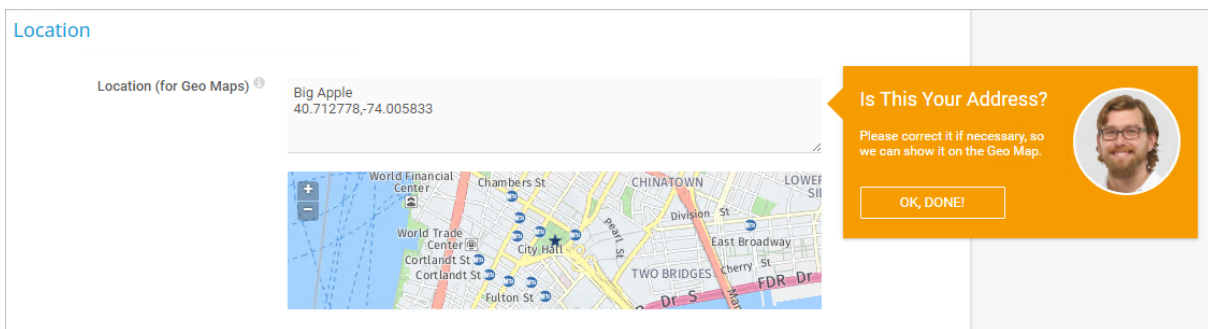 Location
Location (for Geo Maps)
Big Apple
40.712778,-74.005833
Is This Your Address?
Please correct it if necessary, so
we can show it on the Geo Map.
OK, DONE!
+
−
World Financial
Center
Chambers St
CHINATOWN
LOWER
Division St
Pearl St
World Trade
Center
City Hall
East Broadway
Cortlandt St
Cortlandt St
TWO BRIDGES
Cherry St
FDR Dr
Fulton St
Dr S